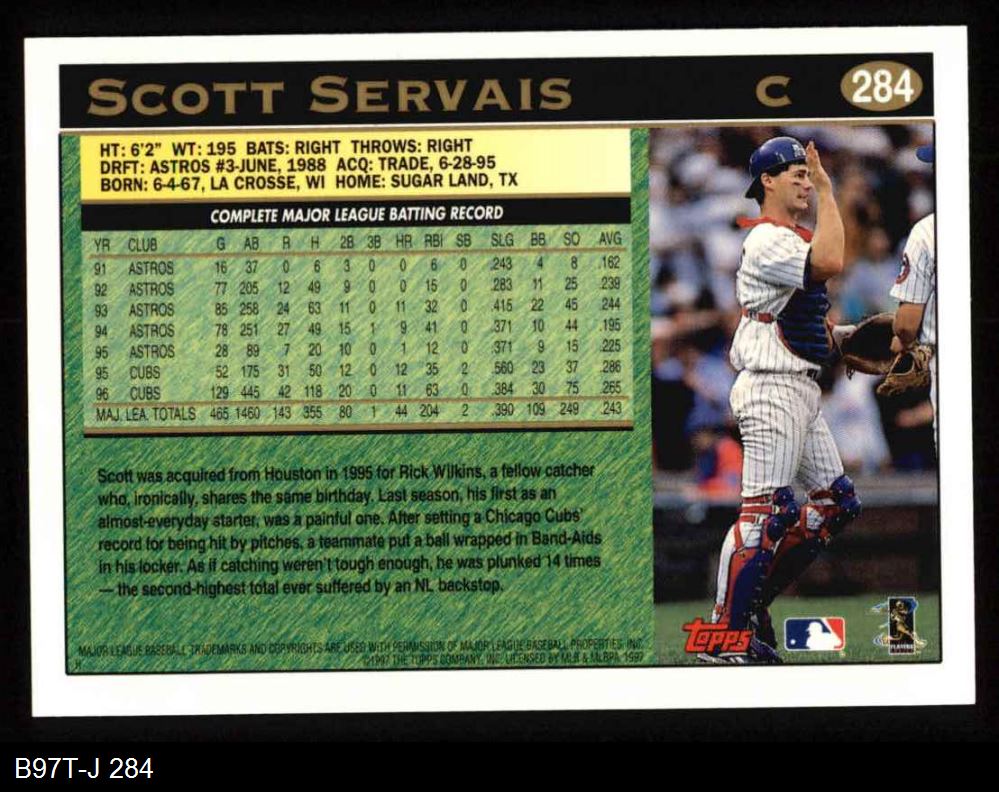 SCOTT SERVAIS C 284
HT: 6'2" WT: 195 BATS: RIGHT THROWS: RIGHT
DRFT: ASTROS #3-JUNE, 1988 ACQ: TRADE, 6-28-95
BORN: 6-4-67, LA CROSSE, WI HOME: SUGAR LAND, TX
COMPLETE MAJOR LEAGUE BATTING RECORD
YR CLUB G AB R H 2B 3B HR RBI SB SLG BB SO AVG
91 ASTROS 16 37 0 6 3 0 0 6 0 .243 4 8 .162
92 ASTROS 77 205 12 49 9 0 0 15 0 .283 11 25 .239
93 ASTROS 85 258 24 63 11 0 11 32 0 .415 22 45 .244
94 ASTROS 78 251 27 49 15 1 9 41 0 .371 10 44 .195
95 ASTROS 28 89 7 20 10 0 1 12 0 .371 9 15 .225
95 CUBS 52 175 31 50 12 0 12 35 2 .560 23 37 .286
96 CUBS 129 445 42 118 20 0 11 63 0 .384 30 75 .265
MAJ. LEA. TOTALS 465 1460 143 355 80 1 44 204 2 .390 109 249 .243
Scott was acquired from Houston in 1995 for Rick Wilkins, a fellow catcher
who, ironically, shares the same birthday. Last season, his first as an
almost-everyday starter, was a painful one. After setting a Chicago Cubs'
record for being hit by pitches, a teammate put a ball wrapped in Band-Aids
in his locker. As if catching weren't tough enough, he was plunked 14 times
— the second-highest total ever suffered by an NL backstop.
MAJOR LEAGUE BASEBALL TRADEMARKS AND COPYRIGHTS ARE USED WITH PERMISSION OF MAJOR LEAGUE BASEBALL PROPERTIES, INC.
©1997 THE TOPPS COMPANY, INC. LICENSED BY MLB & MLBPA 1997
H
Topps
PLAYERS
B97T-J 284